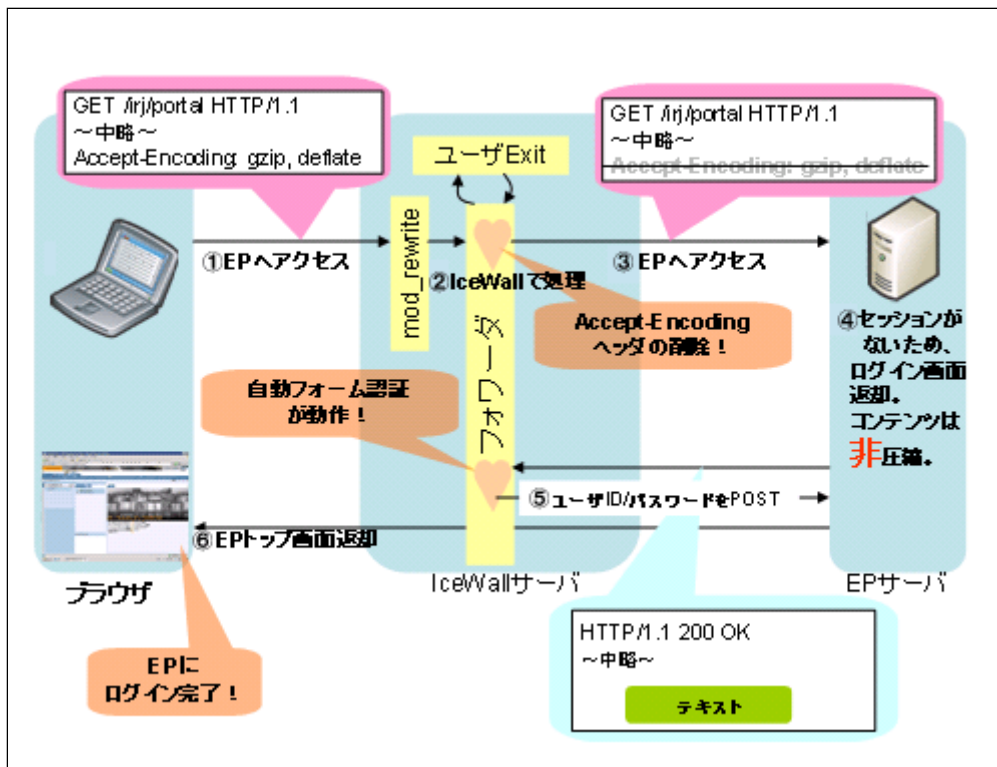 GET /irj/portal HTTP/1.1
～中略～
Accept-Encoding: gzip, deflate
GET /irj/portal HTTP/1.1
～中略～
Accept-Encoding: gzip, deflate
ユーザExit
mod_rewrite
フォワーダ
①EPへアクセス
②IceWallで処理
③EPへアクセス
Accept-Encoding
ヘッダの削除！
④セッションが
ないため、
ログイン画面
返却。
コンテンツは
非圧縮。
自動フォーム認証
が動作！
⑤ユーザID/パスワードをPOST
⑥EPトップ画面返却
ブラウザ
IceWallサーバ
EPサーバ
EPに
ログイン完了！
HTTP/1.1 200 OK
～中略～
テキスト